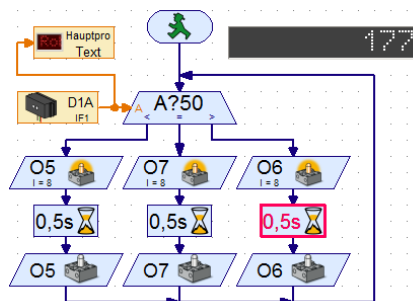 Ro Hauptpro
Text
177
D1A
IF1
A
A?50
< = >
O5
I = 8
O7
I = 8
O6
I = 8
0,5s
0,5s
0,5s
O5
O7
O6